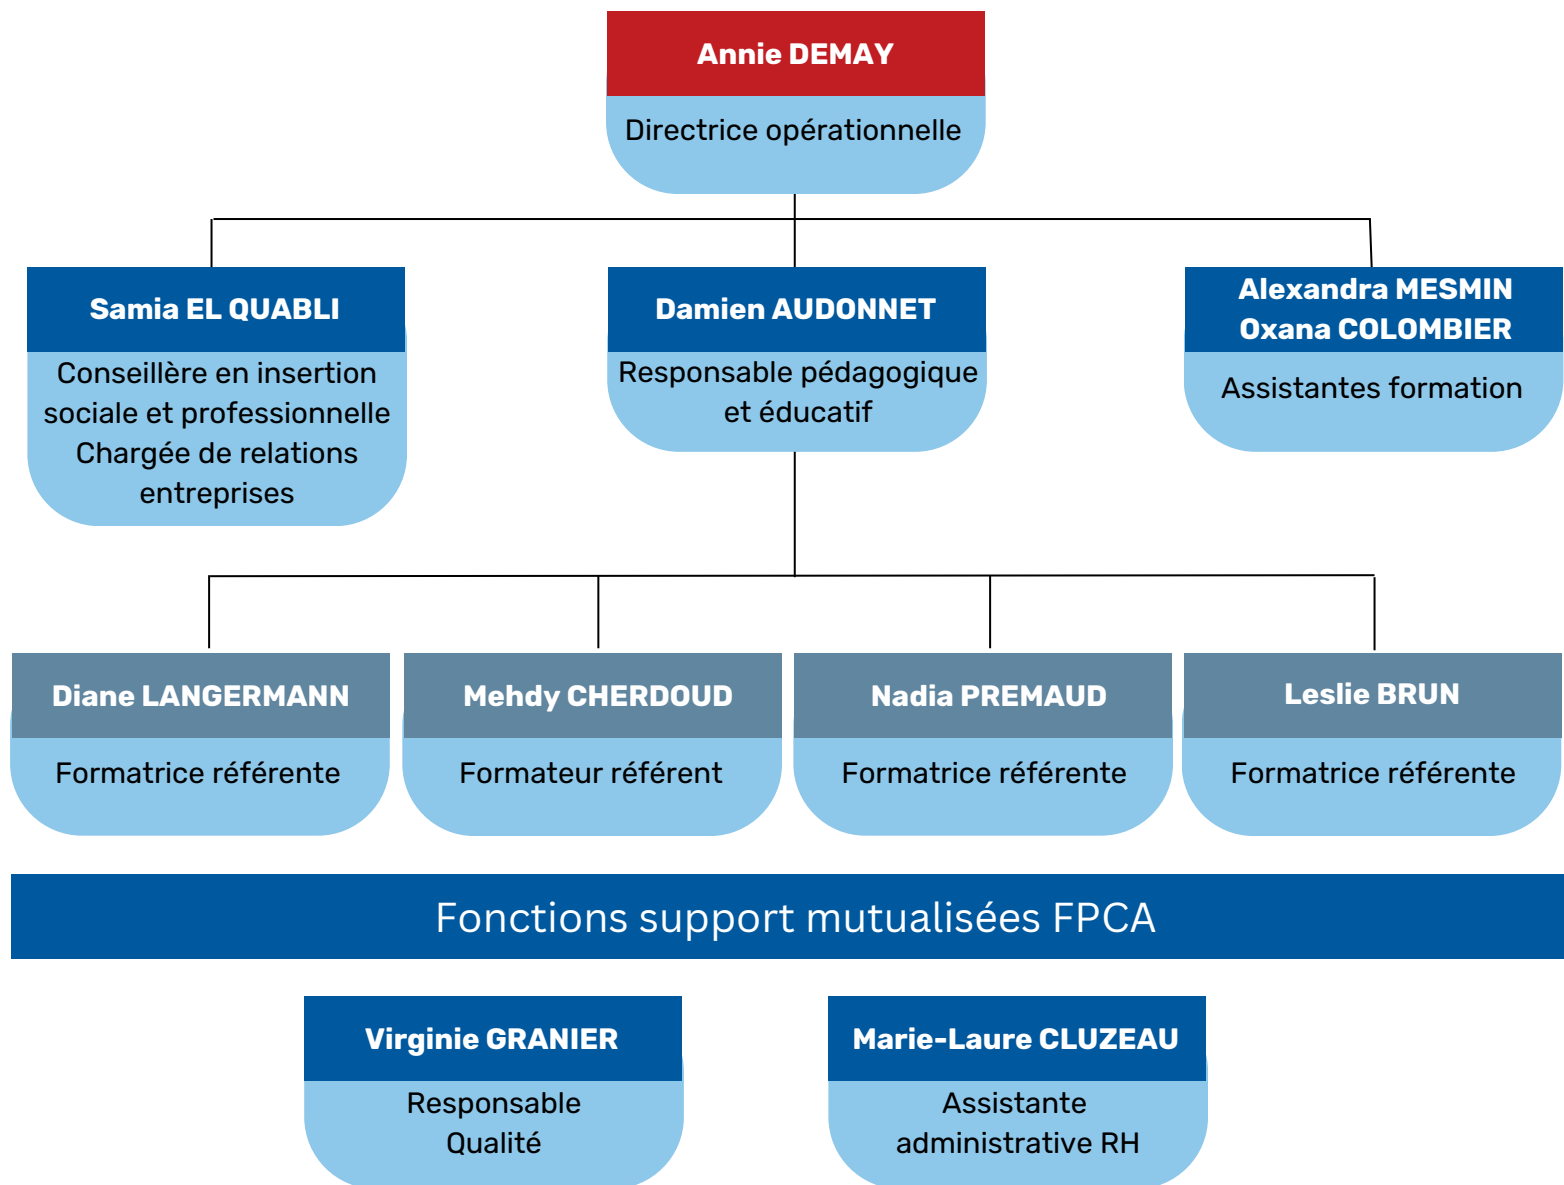 Annie DEMAY
Directrice opérationnelle
Samia EL QUABLI
Conseillère en insertion
sociale et professionnelle
Chargée de relations
entreprises
Damien AUDONNET
Responsable pédagogique
et éducatif
Alexandra MESMIN
Oxana COLOMBIER
Assistantes formation
Diane LANGERMANN
Formatrice référente
Mehdy CHERDOUD
Formateur référent
Nadia PREMAUD
Formatrice référente
Leslie BRUN
Formatrice référente
Fonctions support mutualisées FPCA
Virginie GRANIER
Responsable
Qualité
Marie-Laure CLUZEAU
Assistante
administrative RH